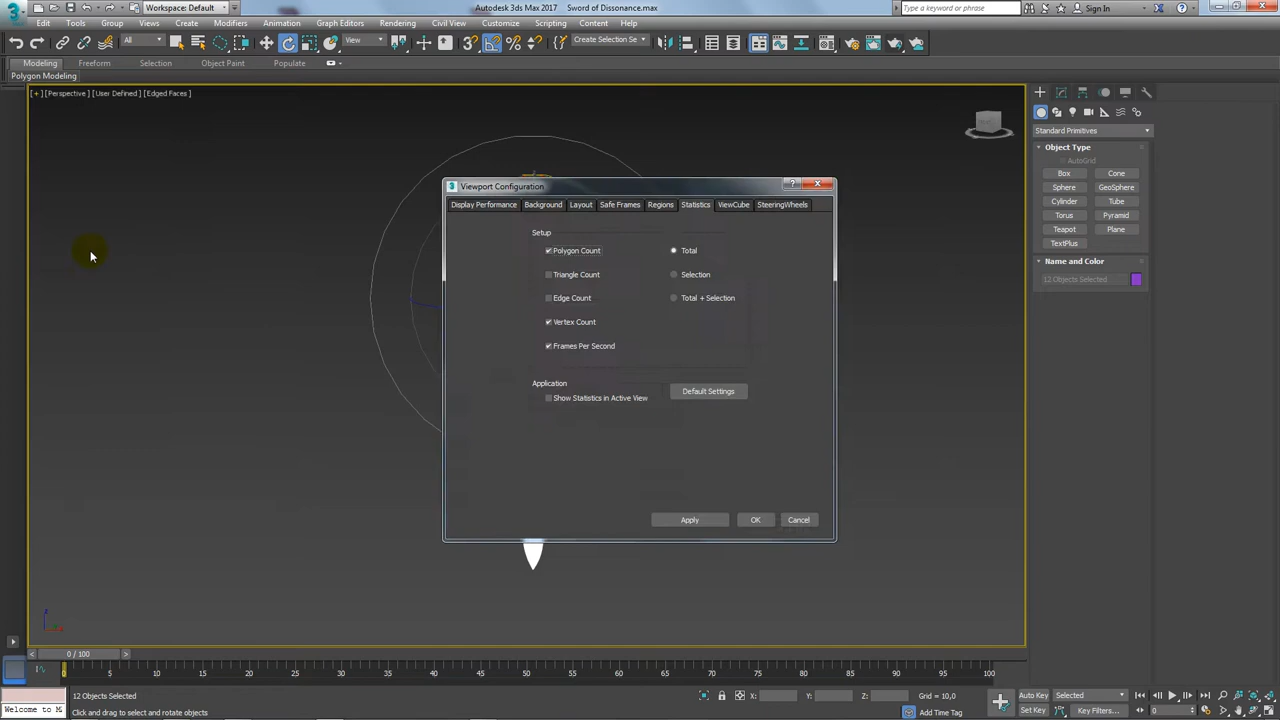 Workspace: Default
Autodesk 3ds Max 2017
Sword of Dissonance.max
Type a keyword or phrase
Sign In
Edit Tools Group Views Create Modifiers Animation Graph Editors Rendering Civil View Customize Scripting Content Help
All
View
Create Selection Se
Modeling Freeform Selection Object Paint Populate
Polygon Modeling
[+] [Perspective] [User Defined] [Edged Faces]
Viewport Configuration
Display Performance Background Layout Safe Frames Regions Statistics ViewCube SteeringWheels
Setup
Polygon Count Total
Triangle Count Selection
Edge Count Total + Selection
Vertex Count
Frames Per Second
Application
Default Settings
Show Statistics in Active View
Apply OK Cancel
Standard Primitives
Object Type
AutoGrid
Box Cone
Sphere GeoSphere
Cylinder Tube
Torus Pyramid
Teapot Plane
TextPlus
Name and Color
12 Objects Selected
0 / 100
0 5 10 15 20 25 30 35 40 45 50 55 60 65 70 75 80 85 90 95 100
12 Objects Selected
X: Y: Z: Grid = 10,0
Auto Key Selected
Welcome to M
Click and drag to select and rotate objects
Add Time Tag
Set Key Key Filters...
0